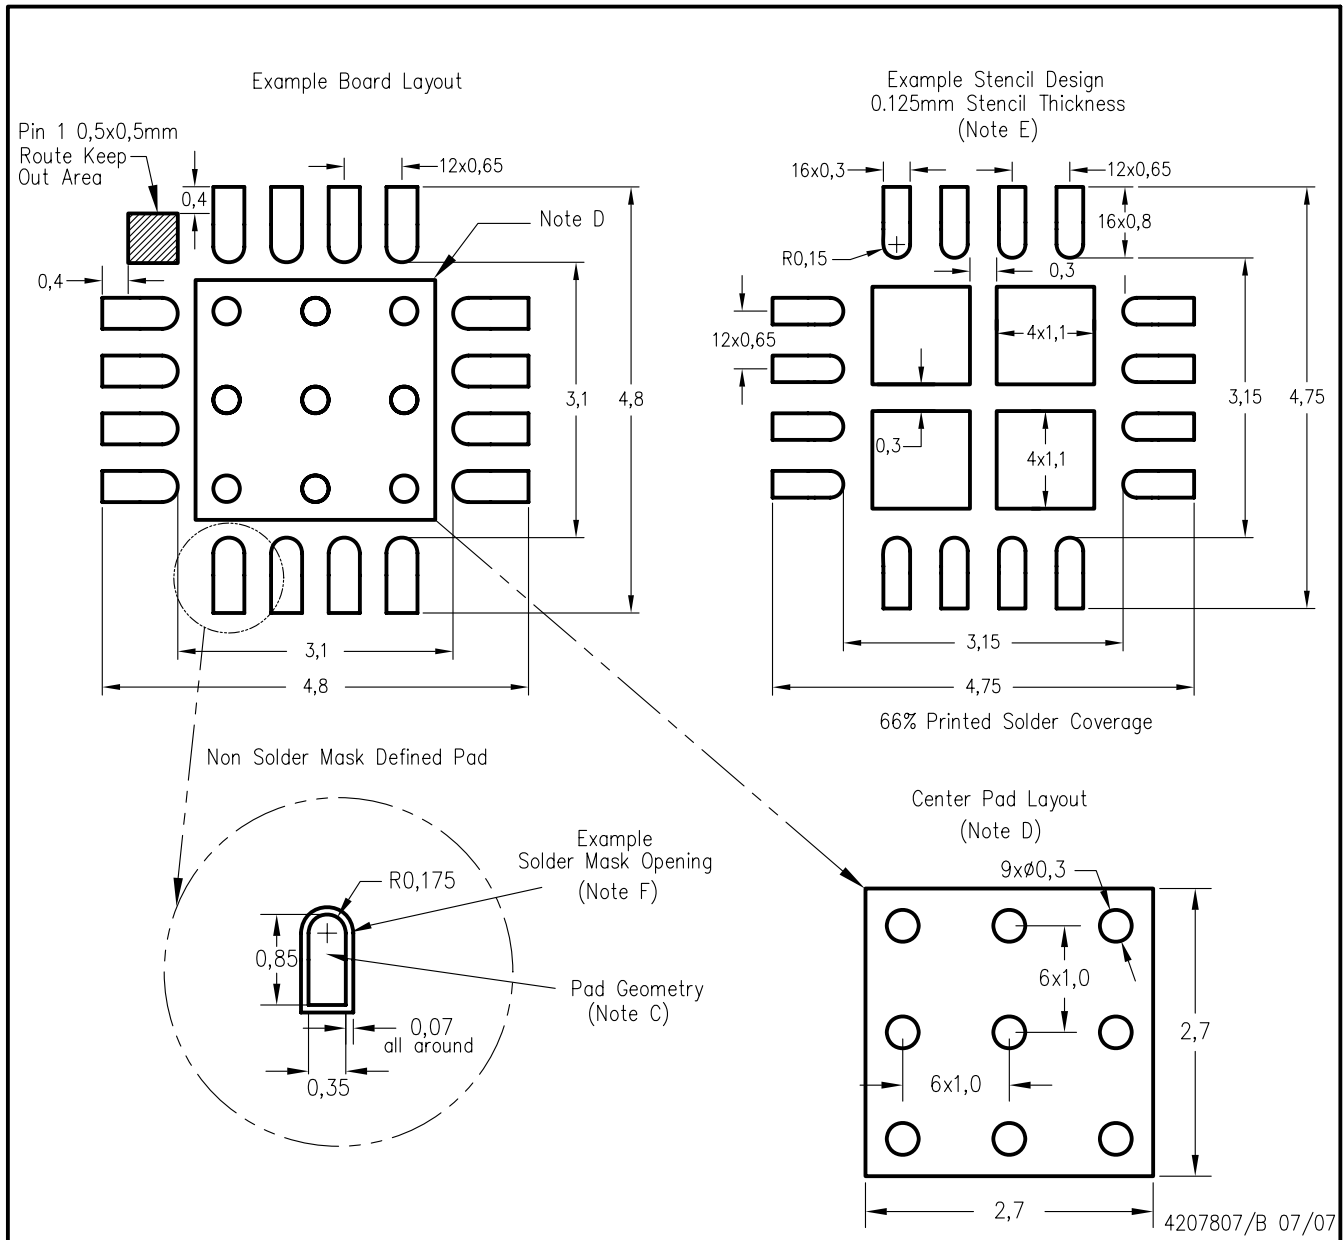 Example Board Layout
Pin 1 0,5x0,5mm
Route Keep
Out Area
12x0,65
0,4
Note D
0,4
3,1
4,8
3,1
4,8
Example Stencil Design
0.125mm Stencil Thickness
(Note E)
16x0,3
12x0,65
16x0,8
R0,15
0,3
12x0,65
4x1,1
3,15
4,75
0,3
4x1,1
3,15
4,75
66% Printed Solder Coverage
Non Solder Mask Defined Pad
Example
Solder Mask Opening
(Note F)
R0,175
0,85
Pad Geometry
(Note C)
0,07
all around
0,35
Center Pad Layout
(Note D)
9xø0,3
6x1,0
6x1,0
2,7
2,7
4207807/B 07/07